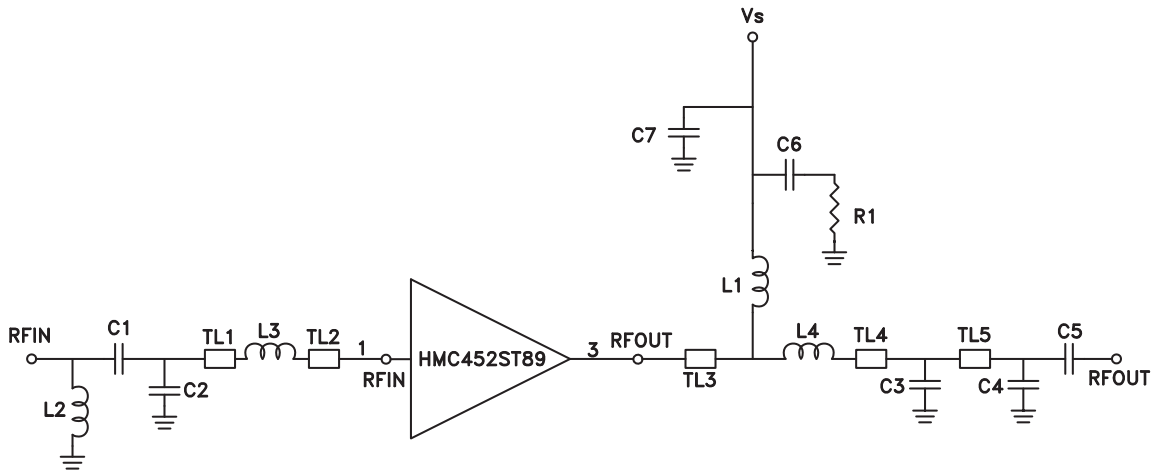 Vs
C7
C6
R1
L1
RFIN
C1
TL1
L3
TL2
1
RFIN
HMC452ST89
3
RFOUT
TL3
L4
TL4
TL5
C5
RFOUT
L2
C2
C3
C4